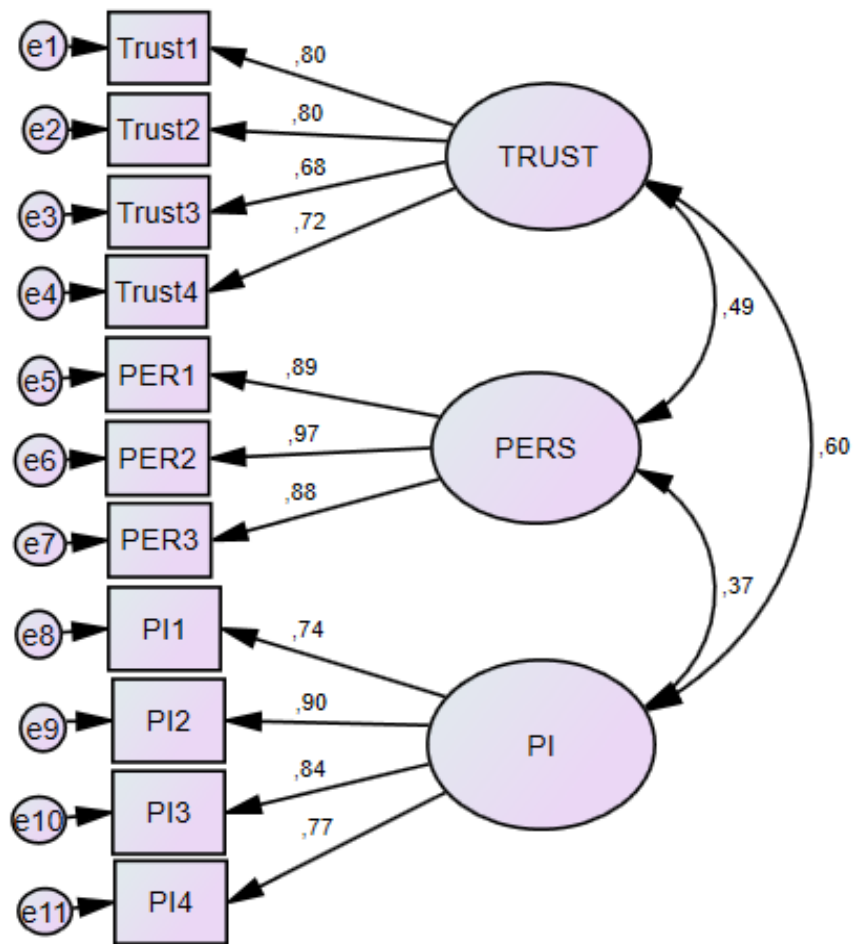 e1
Trust1
,80
e2
Trust2
,80
TRUST
e3
Trust3
,68
e4
Trust4
,72
,49
e5
PER1
,89
e6
PER2
,97
PERS
,60
e7
PER3
,88
e8
PI1
,74
,37
e9
PI2
,90
PI
e10
PI3
,84
e11
PI4
,77